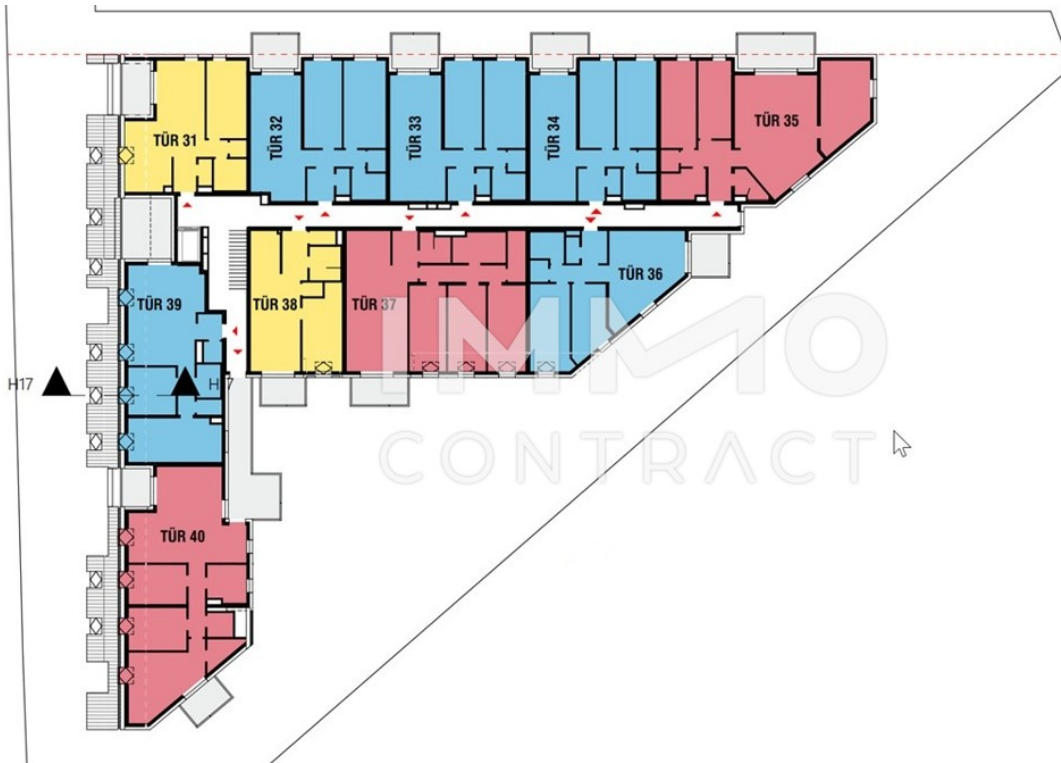 TÜR 31
TÜR 32
TÜR 33
TÜR 34
TÜR 35
TÜR 36
TÜR 37
TÜR 38
TÜR 39
H17
H17
IMMO
CONTRACT
TÜR 40